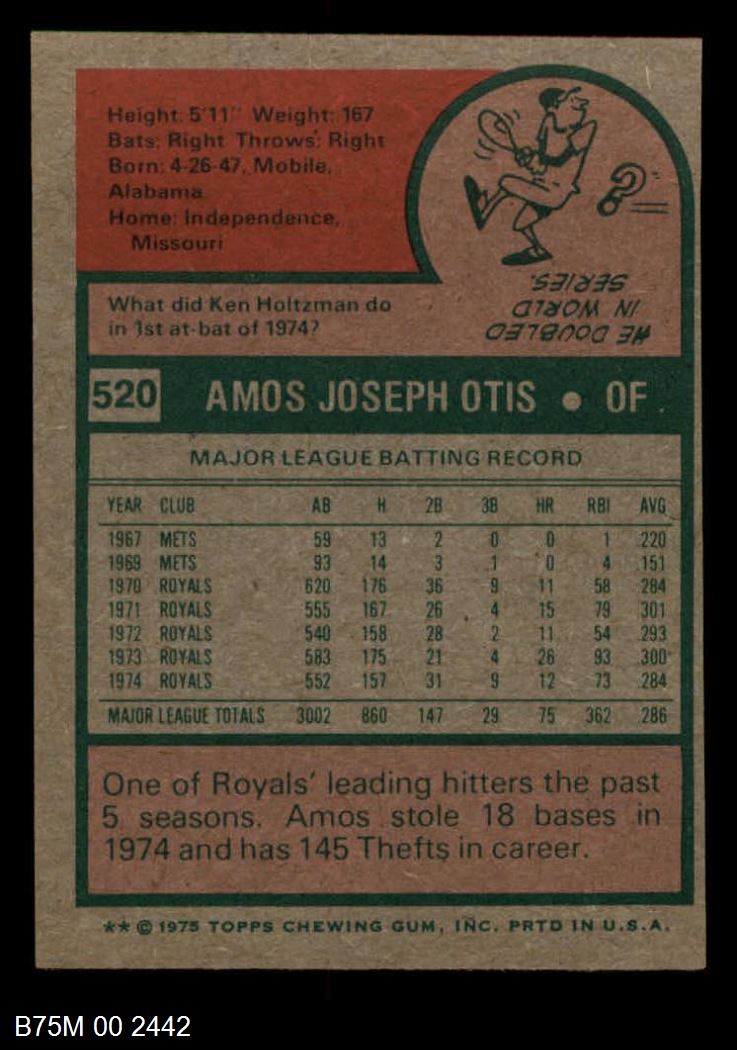 Height: 5'11" Weight: 167
Bats: Right Throws: Right
Born: 4-26-47, Mobile,
Alabama
Home: Independence,
Missouri
?
HE DOUBLED
IN WORLD
SERIES.
What did Ken Holtzman do
in 1st at-bat of 1974?
520 AMOS JOSEPH OTIS • OF
MAJOR LEAGUE BATTING RECORD
YEAR CLUB AB H 2B 3B HR RBI AVG
1967 METS 59 13 2 0 0 1 .220
1969 METS 93 14 3 1 0 4 .151
1970 ROYALS 620 176 36 9 11 58 .284
1971 ROYALS 555 167 26 4 15 79 .301
1972 ROYALS 540 158 28 2 11 54 .293
1973 ROYALS 583 175 21 4 26 93 .300
1974 ROYALS 552 157 31 9 12 73 .284
MAJOR LEAGUE TOTALS 3002 860 147 29 75 362 .286
One of Royals' leading hitters the past
5 seasons. Amos stole 18 bases in
1974 and has 145 Thefts in career.
** © 1975 TOPPS CHEWING GUM, INC. PRTD IN U.S.A.
B75M 00 2442